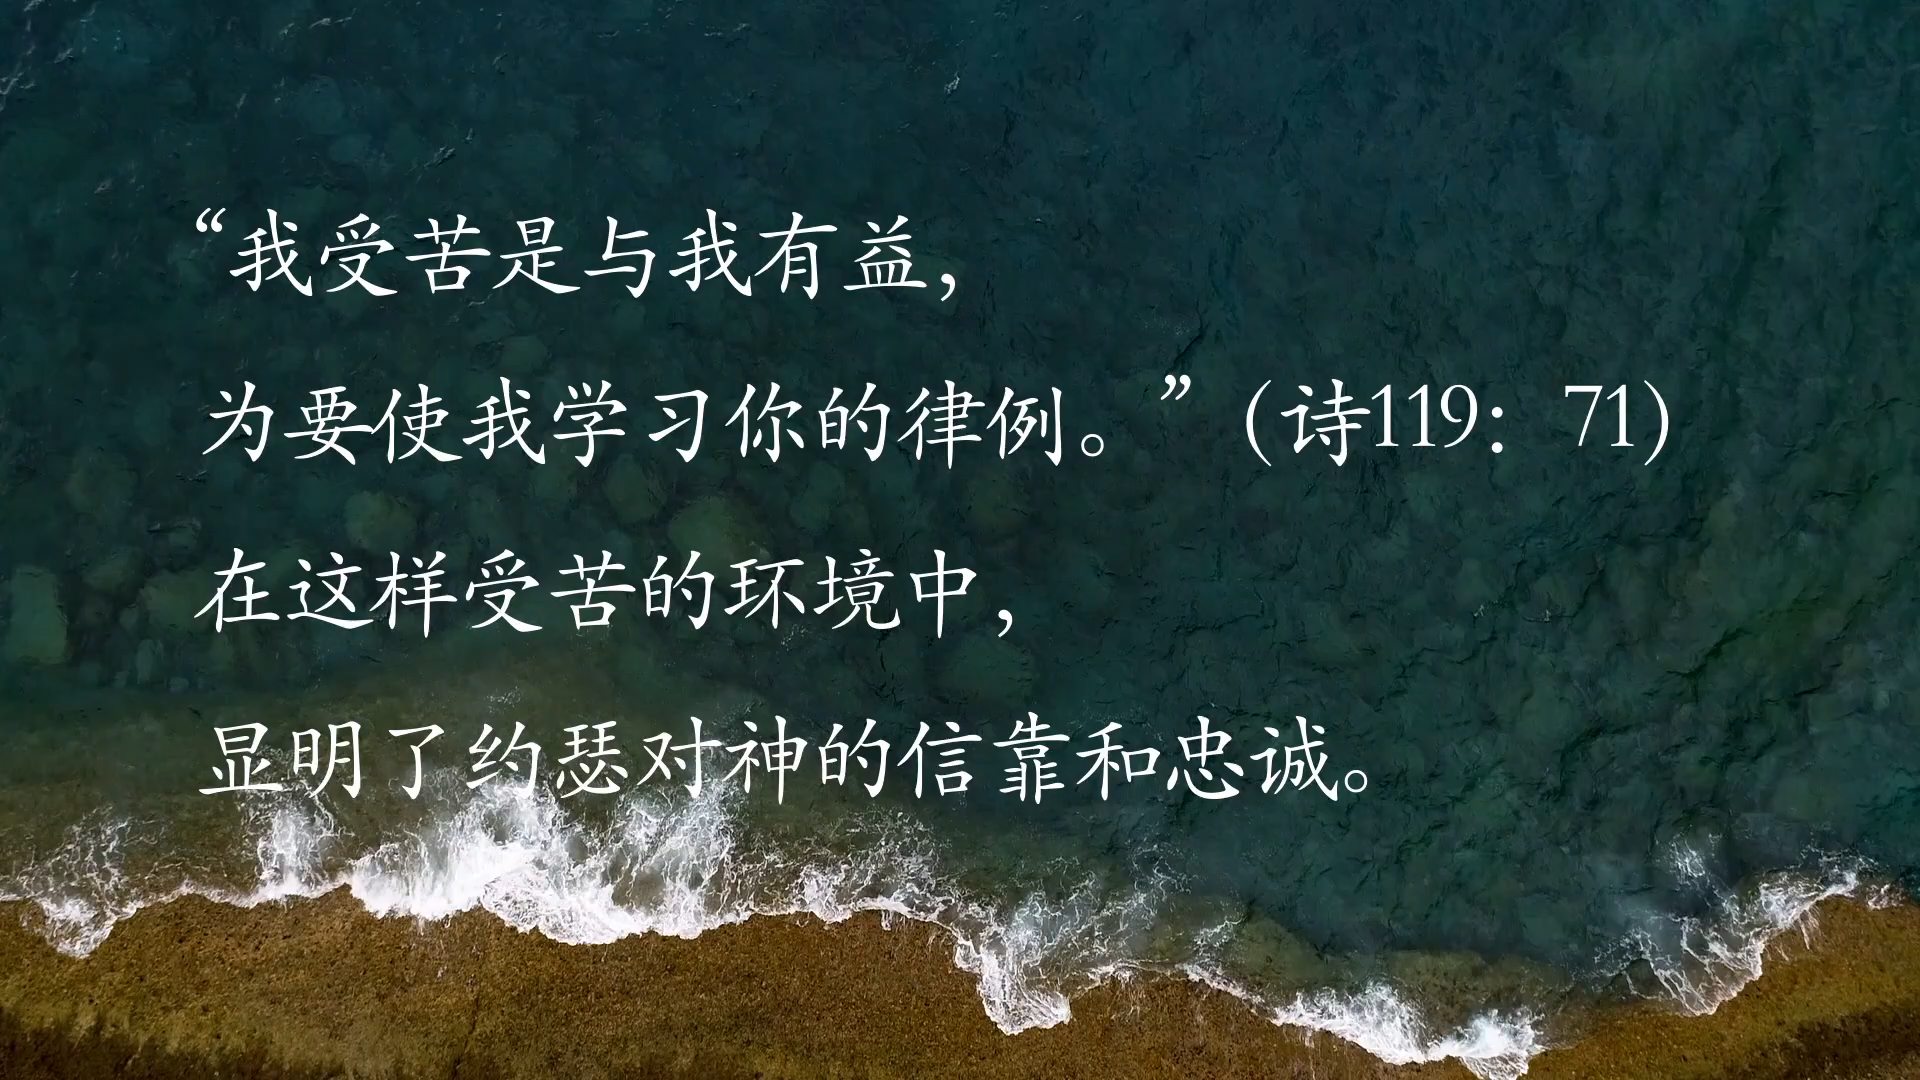 “我受苦是与我有益，
为要使我学习你的律例。”(诗119：71)
在这样受苦的环境中，
显明了约瑟对神的信靠和忠诚。